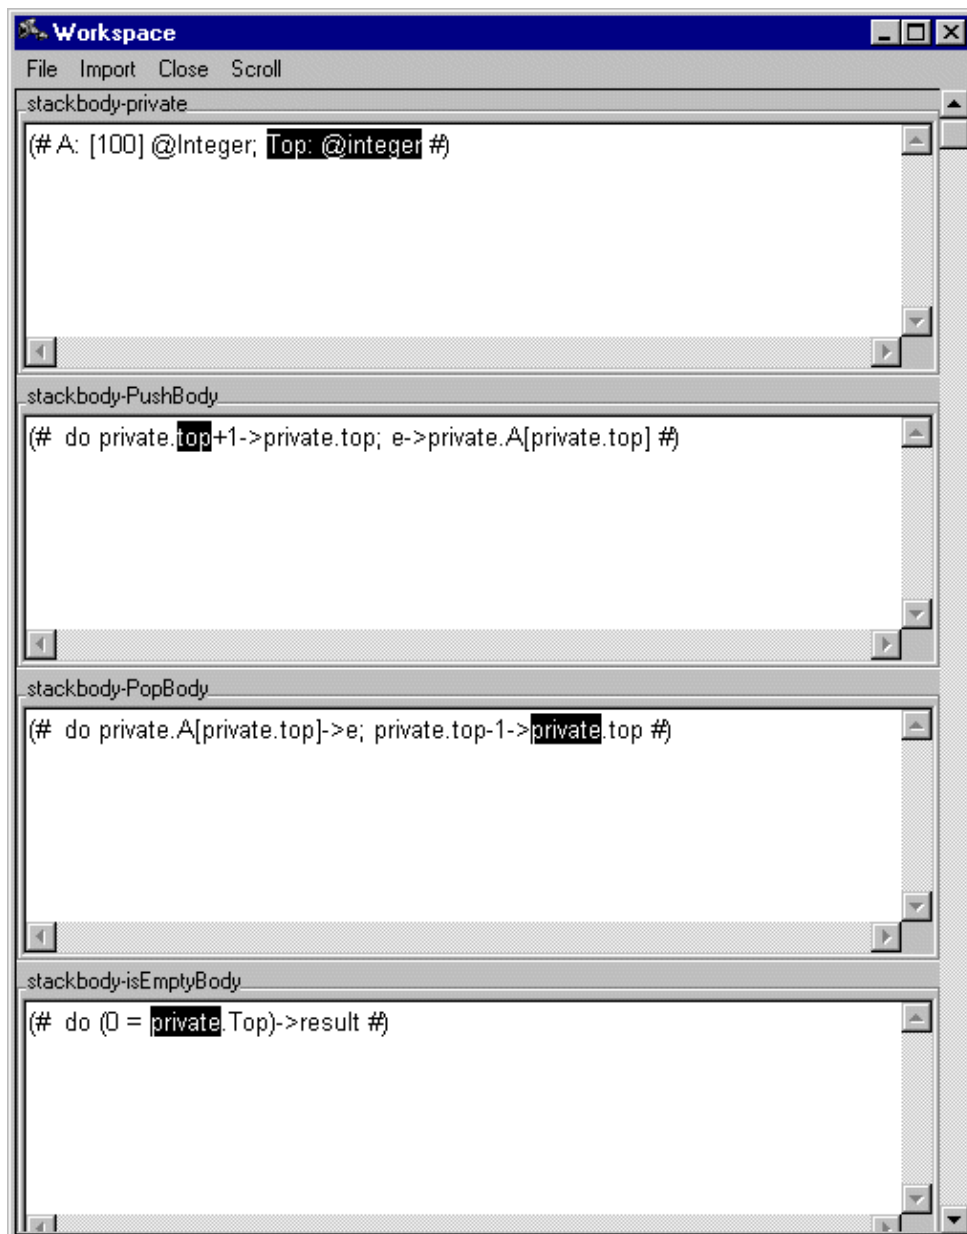 Workspace
File Import Close Scroll
stackbody-private
(# A: [100] @Integer; Top: @integer #)
stackbody-PushBody
(#  do private.top+1->private.top; e->private.A[private.top] #)
stackbody-PopBody
(#  do private.A[private.top]->e; private.top-1->private.top #)
stackbody-isEmptyBody
(#  do (0 = private.Top)->result #)